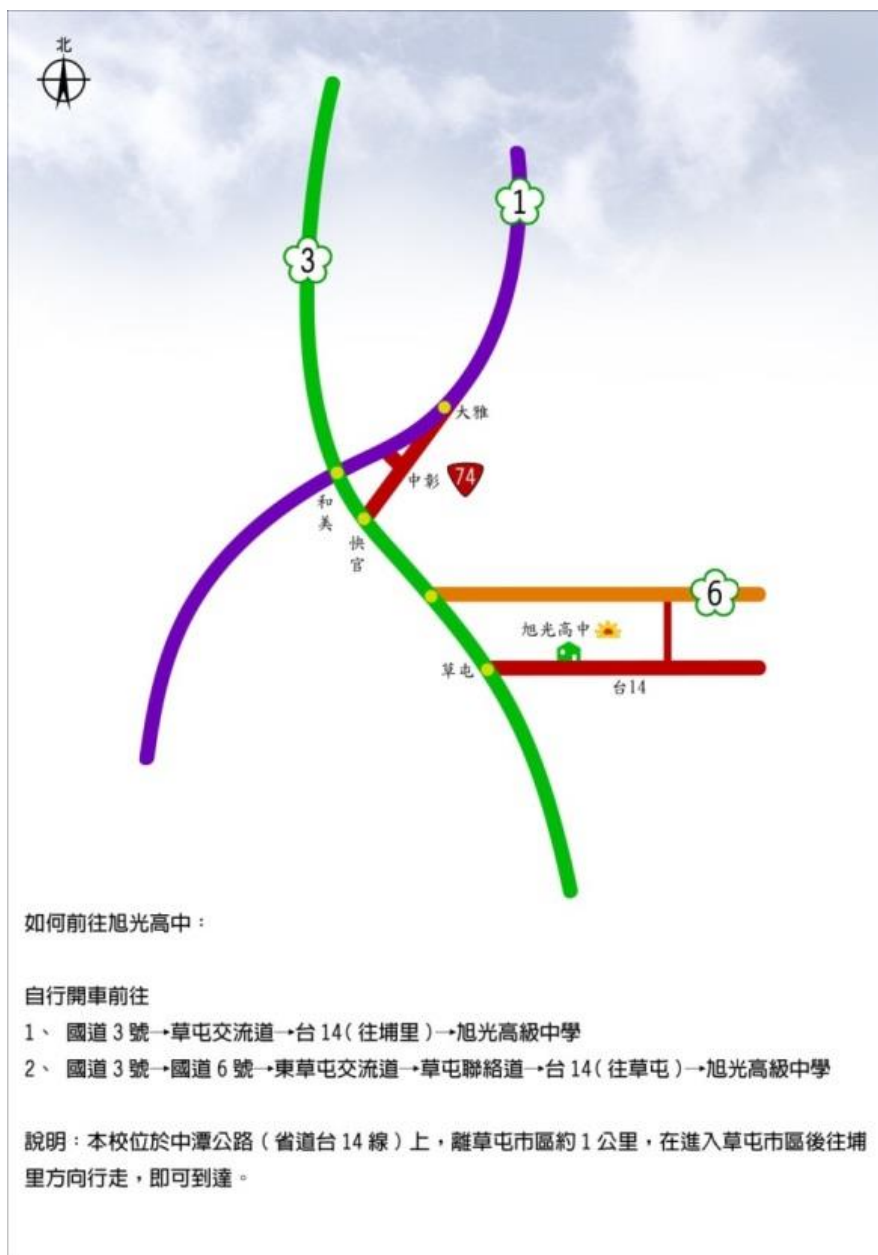 北
1
3
大雅
中彰
74
和美
快官
6
旭光高中
草屯
台14
如何前往旭光高中：
自行開車前往
1、 國道 3 號→草屯交流道→台 14( 往埔里 )→旭光高級中學
2、 國道 3 號→國道 6 號→東草屯交流道→草屯聯絡道→台 14( 往草屯 )→旭光高級中學
說明：本校位於中潭公路（省道台 14 線）上，離草屯市區約 1 公里，在進入草屯市區後往埔
里方向行走，即可到達。